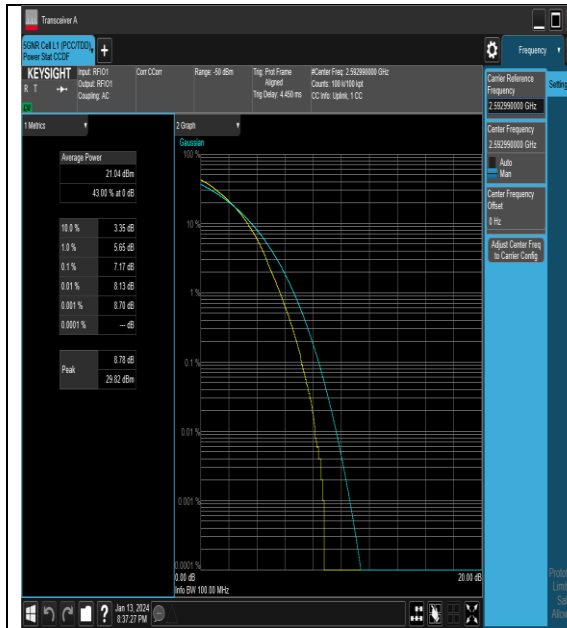 Transceiver A
5GNR Cell L1 (PCC/TDD),
Power Stat CCDF
+
Frequency
KEYSIGHT
R T
Input: RFIO1
Output: RFIO1
Coupling: AC
Corr CCorr
Range: -50 dBm
Trig: Prot Frame
Aligned
Trig Delay: 4.450 ms
#Center Freq: 2.592990000 GHz
Counts: 100 k/100 kpt
CC Info: Uplink, 1 CC
Carrier Reference
Frequency
2.592990000 GHz
Setting
Center Frequency
2.592990000 GHz
Auto
Man
Center Frequency
Offset
0 Hz
Adjust Center Freq
to Carrier Config
1 Metrics
Average Power
21.04 dBm
43.00 % at 0 dB
10.0 % 3.35 dB
1.0 % 5.65 dB
0.1 % 7.17 dB
0.01 % 8.13 dB
0.001 % 8.70 dB
0.0001 % --- dB
Peak
8.78 dB
29.82 dBm
2 Graph
Gaussian
100 %
10 %
1 %
0.1 %
0.01 %
0.001 %
0.0001 %
0.00 dB
20.00 dB
Info BW 100.00 MHz
?
Jan 13, 2024
8:37:27 PM